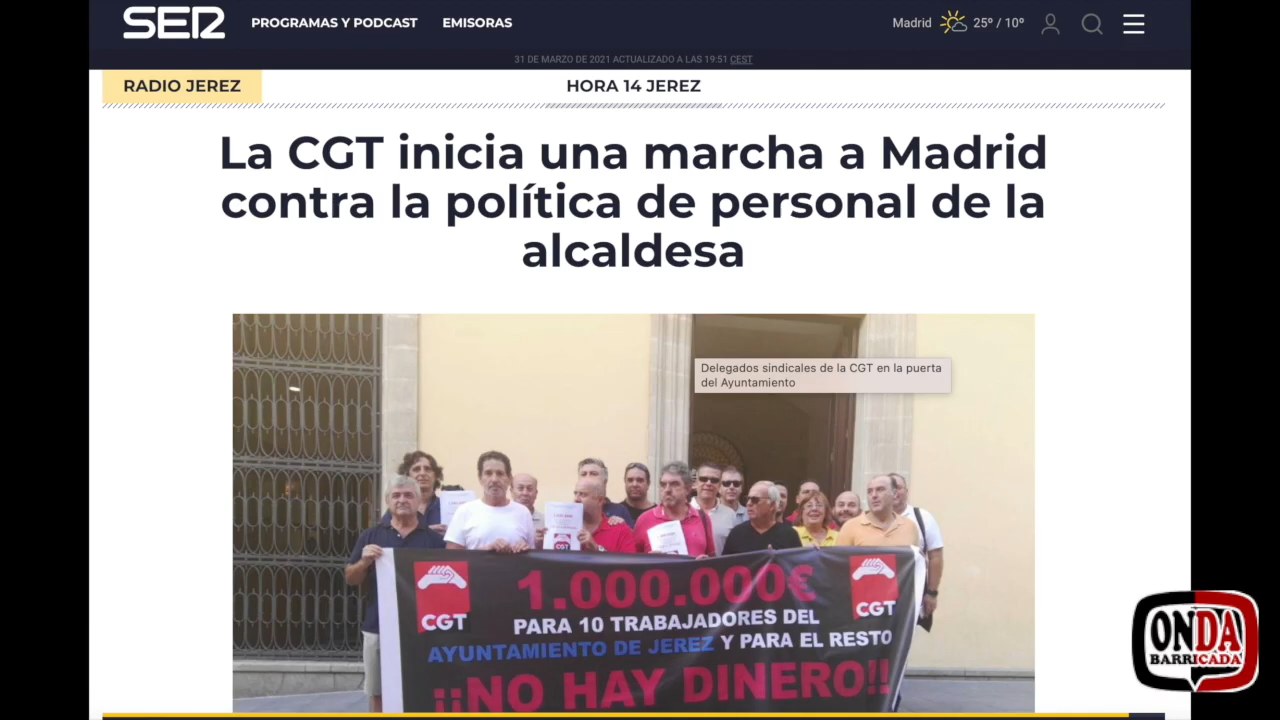 SER
PROGRAMAS Y PODCAST
EMISORAS
Madrid
25º / 10º
31 DE MARZO DE 2021 ACTUALIZADO A LAS 19:51 CEST
RADIO JEREZ
HORA 14 JEREZ
La CGT inicia una marcha a Madrid
contra la política de personal de la
alcaldesa
Delegados sindicales de la CGT en la puerta
del Ayuntamiento
CGT
CGT
CGT
1.000.000€
PARA 10 TRABAJADORES DEL
AYUNTAMIENTO DE JEREZ Y PARA EL RESTO
¡¡NO HAY DINERO!!
ONDA
BARRICADA